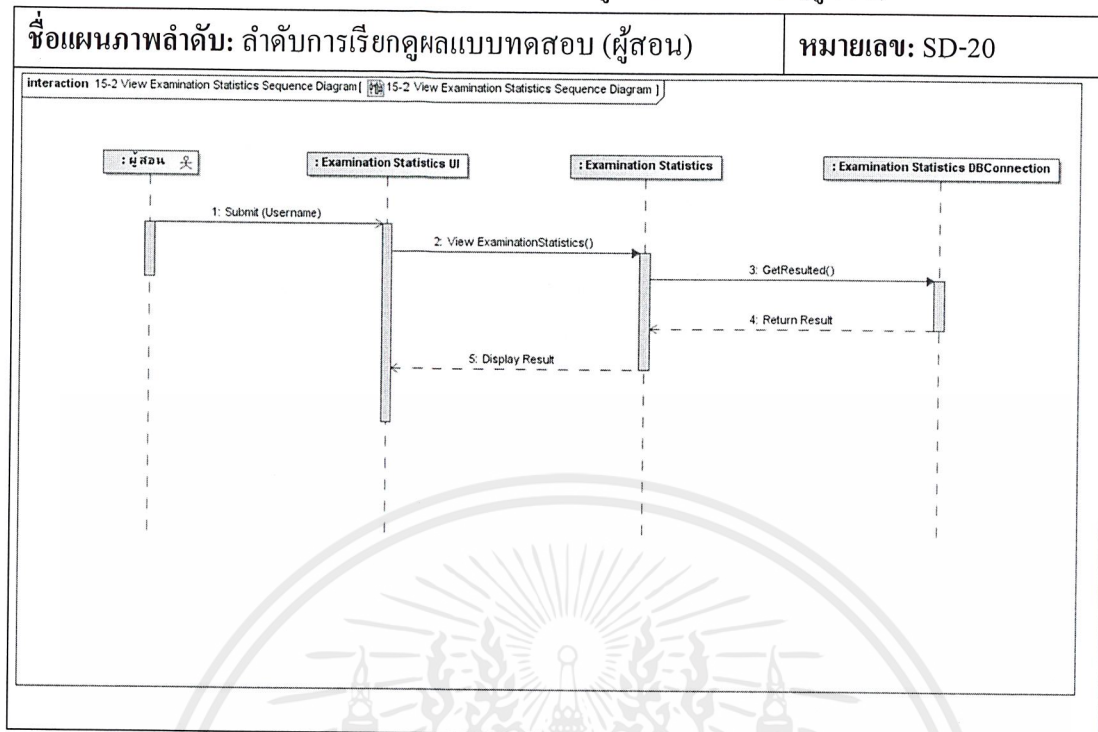 ชื่อแผนภาพลำดับ: ลำดับการเรียกดูผลแบบทดสอบ (ผู้สอน)
หมายเลข: SD-20
interaction 15-2 View Examination Statistics Sequence Diagram [ 15-2 View Examination Statistics Sequence Diagram ]
: ผู้สอน
: Examination Statistics UI
: Examination Statistics
: Examination Statistics DBConnection
1: Submit (Username)
2: View ExaminationStatistics()
3: GetResulted()
4: Return Result
5: Display Result